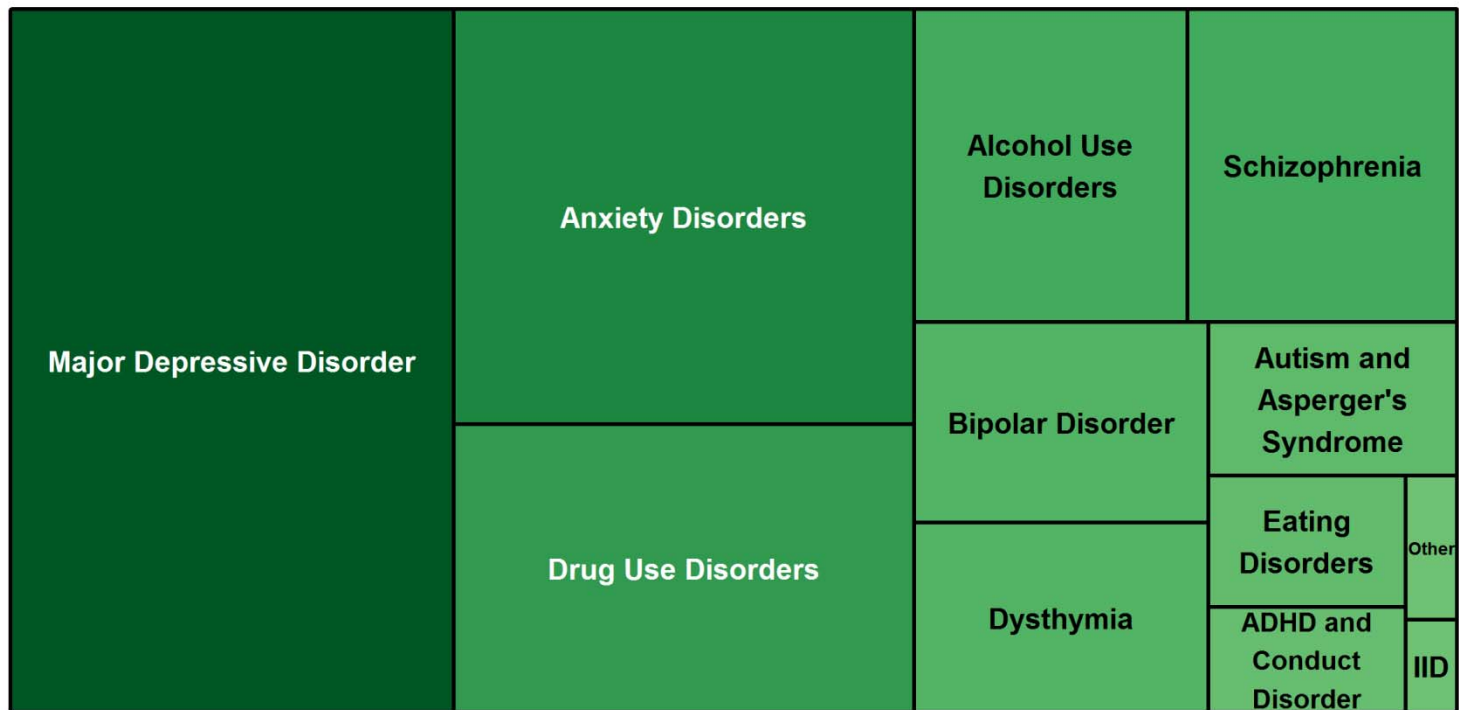 Major Depressive Disorder
Anxiety Disorders
Drug Use Disorders
Alcohol Use
Disorders
Schizophrenia
Bipolar Disorder
Dysthymia
Autism and
Asperger's
Syndrome
Eating
Disorders
Other
ADHD and
Conduct
Disorder
IID